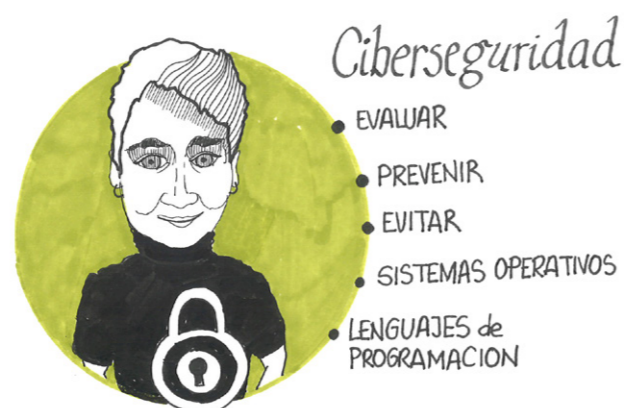 Ciberseguridad
EVALUAR
PREVENIR
EVITAR
SISTEMAS OPERATIVOS
LENGUAJES de
PROGRAMACION